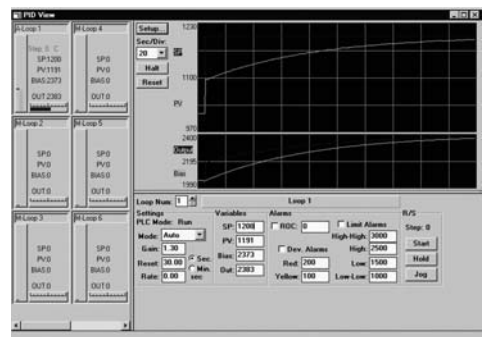 PID View
A-Loop 1
Step: 0 C
SP:1200
PV:1191
BIAS:2373
OUT:2383
M-Loop 4
SP:0
PV:0
BIAS:0
OUT:0
M-Loop 2
SP:0
PV:0
BIAS:0
OUT:0
M-Loop 5
SP:0
PV:0
BIAS:0
OUT:0
M-Loop 3
SP:0
PV:0
BIAS:0
OUT:0
M-Loop 6
SP:0
PV:0
BIAS:0
OUT:0
Setup...
Sec/Div:
20
Halt
Reset
1230
SP
1100
PV
570
2400
Output
2195
Bias
1990
Loop Num: 1
Loop 1
Settings
PLC Mode: Run
Mode: Auto
Gain: 1.30
Reset: 30.00
Sec.
Min.
Rate: 0.00 sec
Variables
SP: 1200
PV: 1191
Bias: 2373
Out: 2383
Alarms
ROC: 0
Dev. Alarms
Red: 200
Yellow: 100
Limit Alarms
High-High: 3000
High: 2500
Low: 1500
Low-Low: 1000
R/S
Step: 0
Start
Hold
Jog